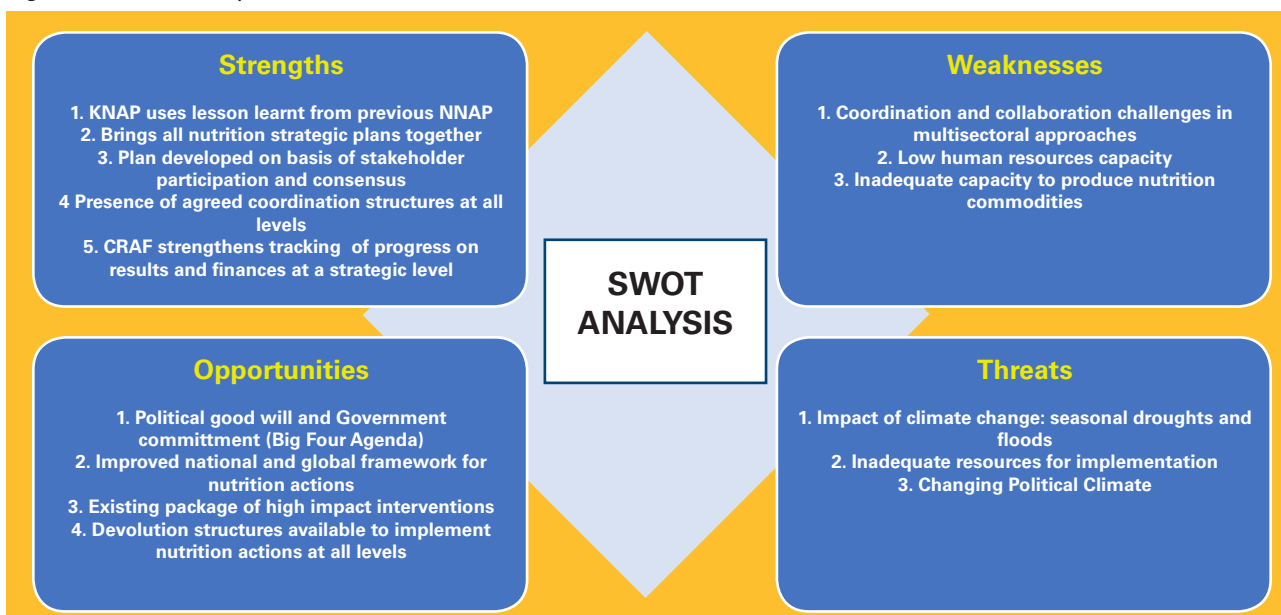 Strengths
1. KNAP uses lesson learnt from previous NNAP
2. Brings all nutrition strategic plans together
3. Plan developed on basis of stakeholder
participation and consensus
4 Presence of agreed coordination structures at all
levels
5. CRAF strengthens tracking of progress on
results and finances at a strategic level
Weaknesses
1. Coordination and collaboration challenges in
multisectoral approaches
2. Low human resources capacity
3. Inadequate capacity to produce nutrition
commodities
SWOT
ANALYSIS
Opportunities
1. Political good will and Government
committment (Big Four Agenda)
2. Improved national and global framework for
nutrition actions
3. Existing package of high impact interventions
4. Devolution structures available to implement
nutrition actions at all levels
Threats
1. Impact of climate change: seasonal droughts and
floods
2. Inadequate resources for implementation
3. Changing Political Climate